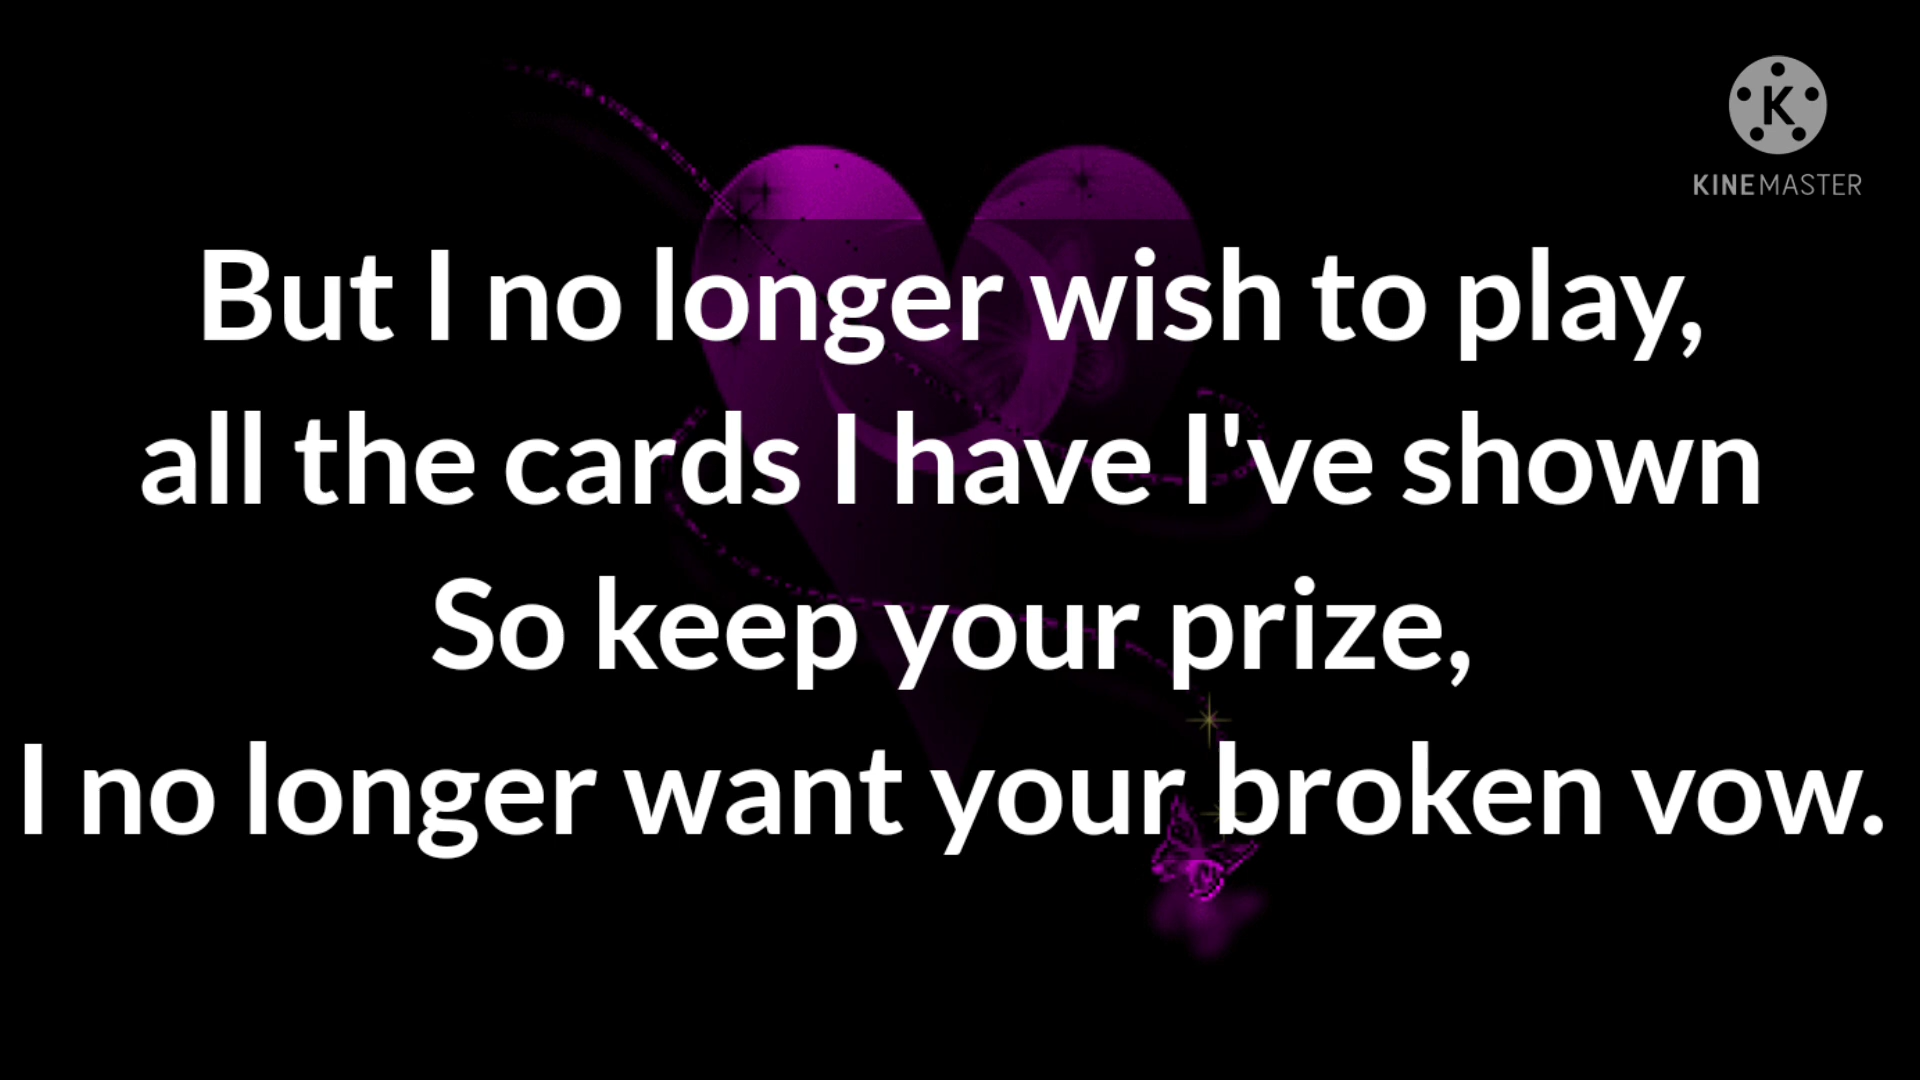 K
KINEMASTER
But I no longer wish to play,
all the cards I have I've shown
So keep your prize,
I no longer want your broken vow.